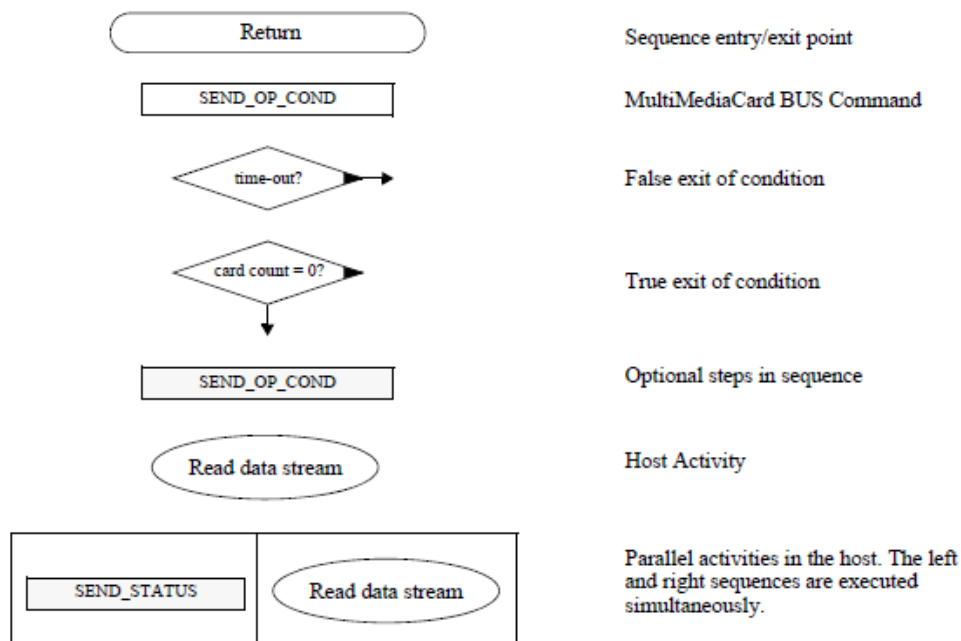 Return
Sequence entry/exit point
SEND_OP_COND
MultiMediaCard BUS Command
time-out?
False exit of condition
card count = 0?
True exit of condition
SEND_OP_COND
Optional steps in sequence
Read data stream
Host Activity
SEND_STATUS
Read data stream
Parallel activities in the host. The left
and right sequences are executed
simultaneously.